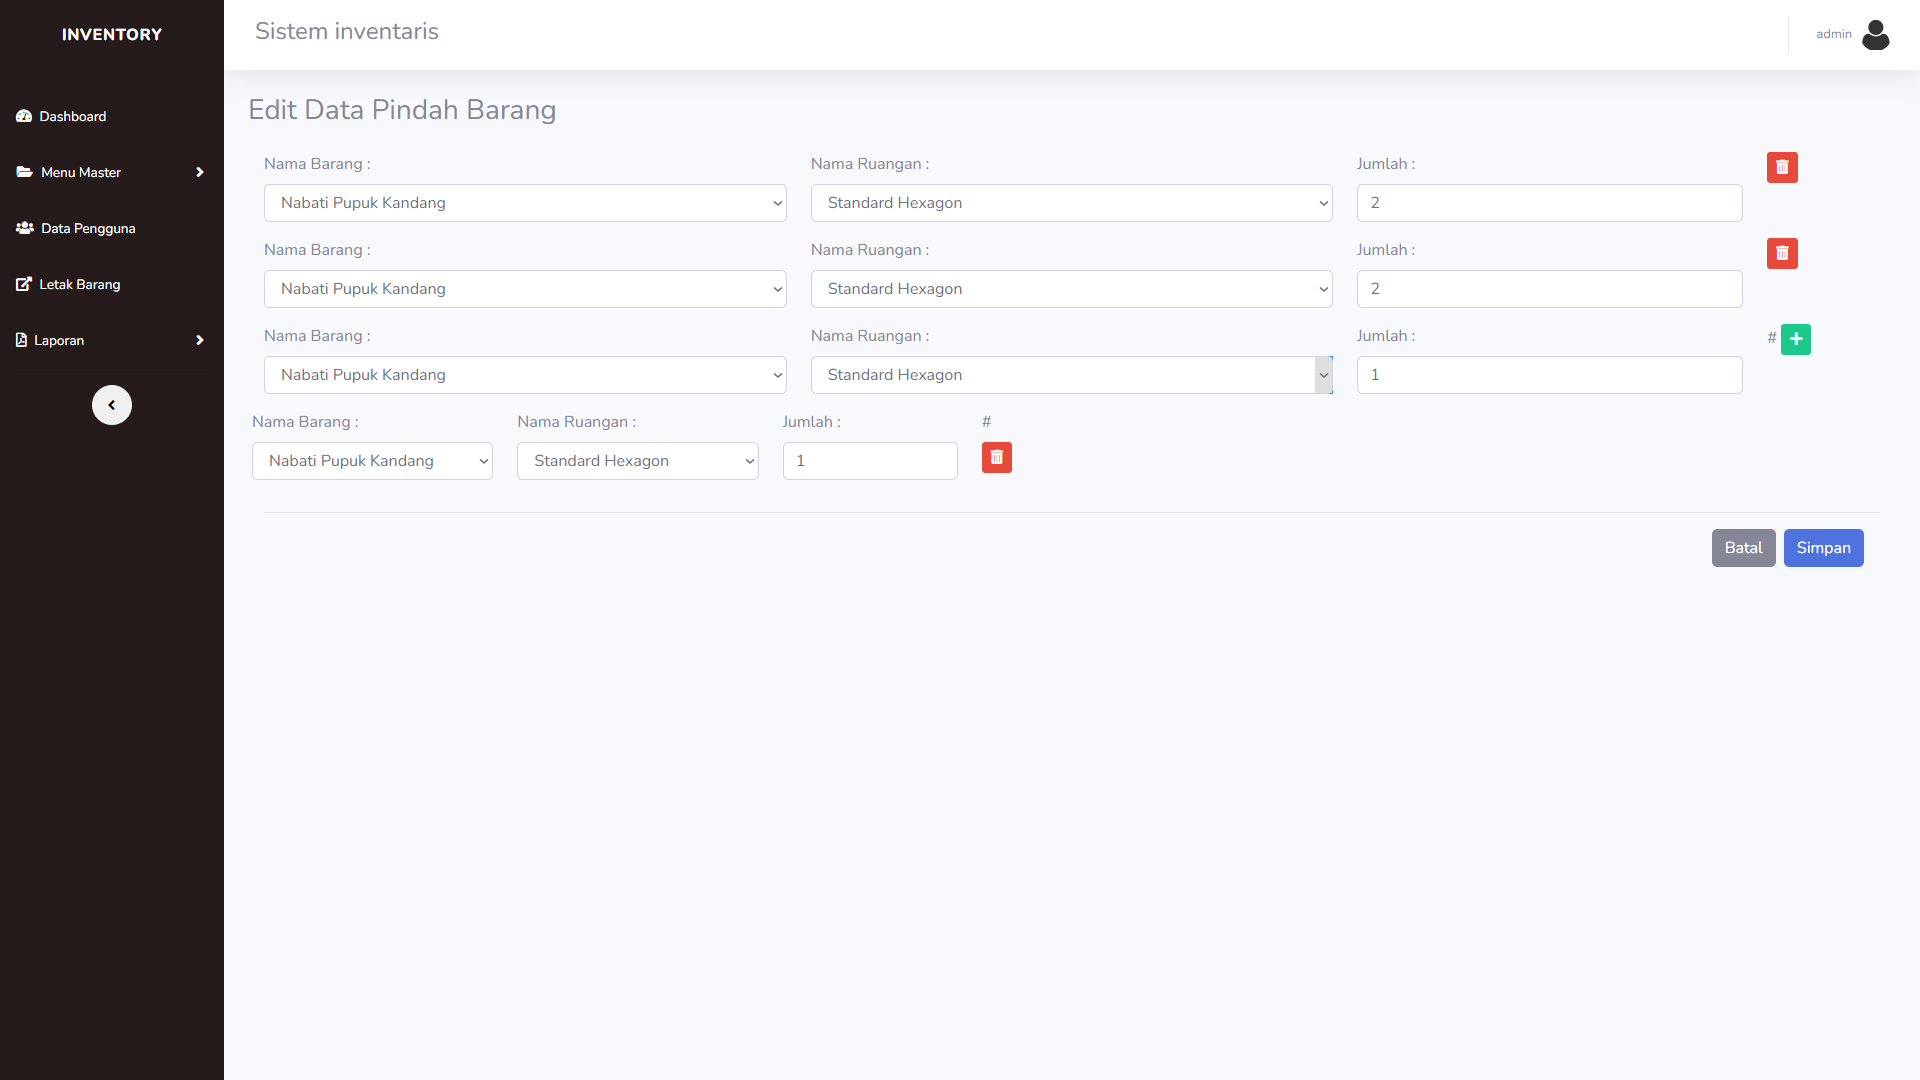 INVENTORY
Sistem inventaris
admin
Dashboard
Menu Master
Data Pengguna
Letak Barang
Laporan
Edit Data Pindah Barang
Nama Barang : Nama Ruangan : Jumlah :
Nabati Pupuk Kandang Standard Hexagon 2
Nama Barang : Nama Ruangan : Jumlah :
Nabati Pupuk Kandang Standard Hexagon 2
Nama Barang : Nama Ruangan : Jumlah : # +
Nabati Pupuk Kandang Standard Hexagon 1
Nama Barang : Nama Ruangan : Jumlah : #
Nabati Pupuk Kandang Standard Hexagon 1
Batal Simpan